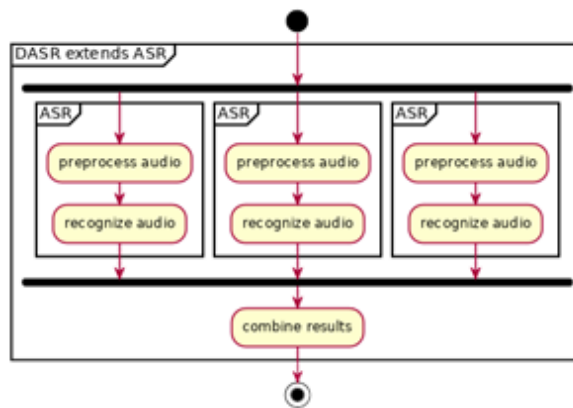 DASR extends ASR
ASR ASR ASR
preprocess audio preprocess audio preprocess audio
recognize audio recognize audio recognize audio
combine results